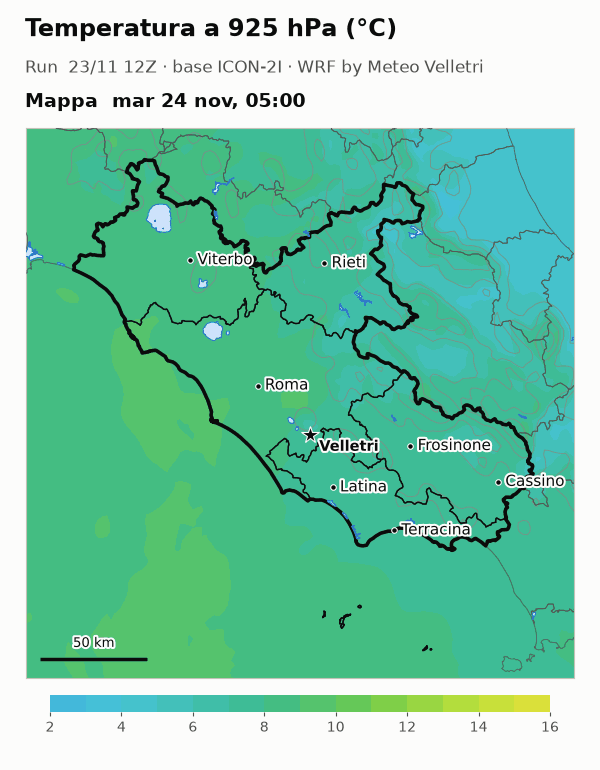 Temperatura a 925 hPa (°C)
Run  23/11 12Z · base ICON-2I · WRF by Meteo Velletri
Mappa  mar 24 nov, 05:00
Viterbo
Rieti
Roma
Velletri
Frosinone
Cassino
Latina
Terracina
50 km
2 4 6 8 10 12 14 16